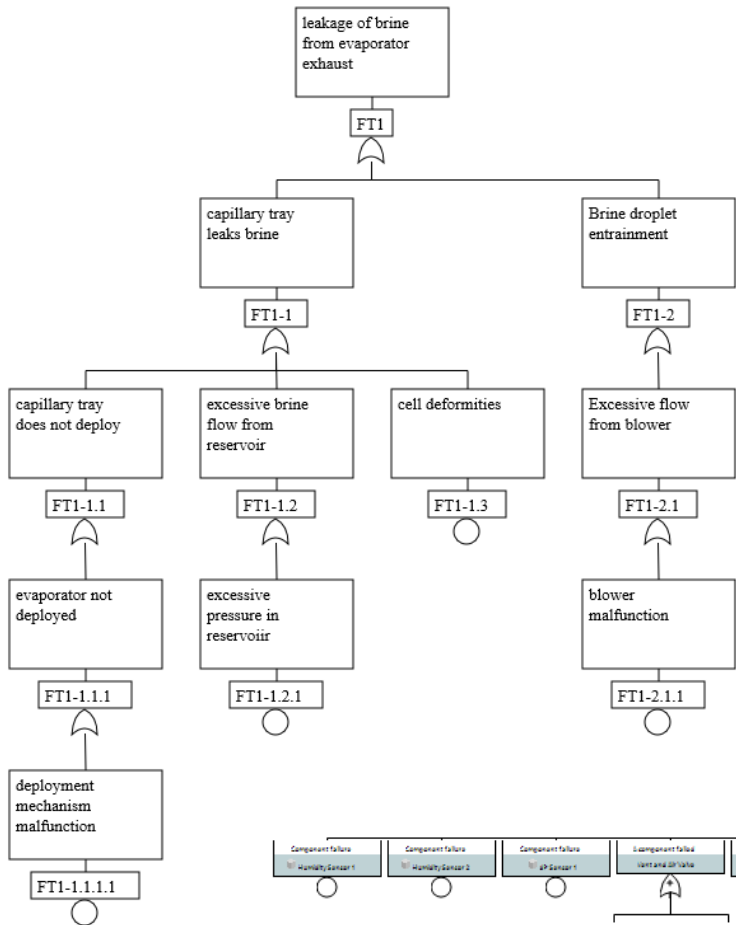 leakage of brine
from evaporator
exhaust
FT1
capillary tray
leaks brine
Brine droplet
entrainment
FT1-1
FT1-2
capillary tray
does not deploy
excessive brine
flow from
reservoir
cell deformities
Excessive flow
from blower
FT1-1.1
FT1-1.2
FT1-1.3
FT1-2.1
evaporator not
deployed
excessive
pressure in
reservoiir
blower
malfunction
FT1-1.1.1
FT1-1.2.1
FT1-2.1.1
deployment
mechanism
malfunction
FT1-1.1.1.1
Component failure
Humidity Sensor 1
Component failure
Humidity Sensor 2
Component failure
dP Sensor 1
component failed
Vent and